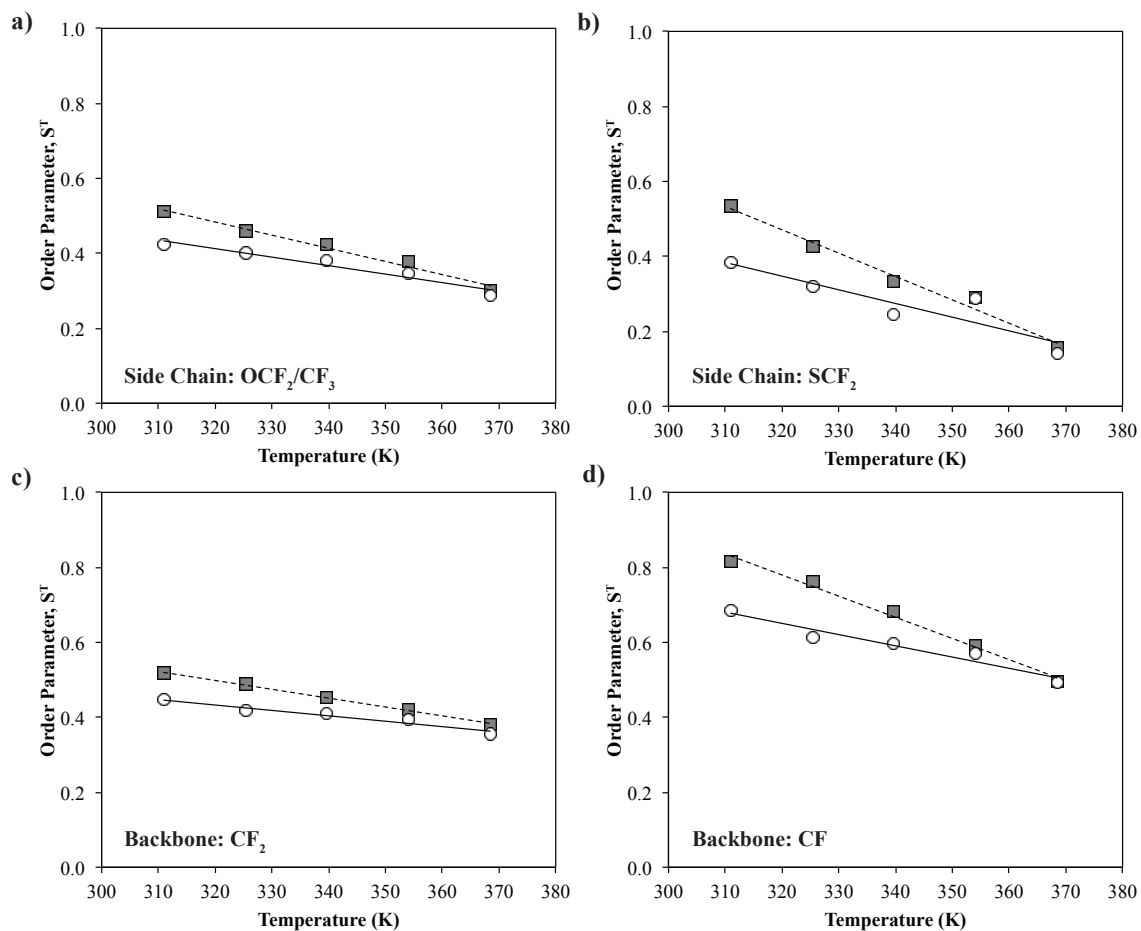 a)
1.0
0.8
0.6
0.4
0.2
0.0
Order Parameter, Sᵀ
Side Chain: OCF₂/CF₃
300 310 320 330 340 350 360 370 380
Temperature (K)
b)
1.0
0.8
0.6
0.4
0.2
0.0
Order Parameter, Sᵀ
Side Chain: SCF₂
300 310 320 330 340 350 360 370 380
Temperature (K)
c)
1.0
0.8
0.6
0.4
0.2
0.0
Order Parameter, Sᵀ
Backbone: CF₂
300 310 320 330 340 350 360 370 380
Temperature (K)
d)
1.0
0.8
0.6
0.4
0.2
0.0
Order Parameter, Sᵀ
Backbone: CF
300 310 320 330 340 350 360 370 380
Temperature (K)